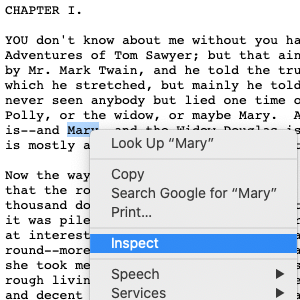 CHAPTER I.
YOU don't know about me without you ha
Adventures of Tom Sawyer; but that ain
by Mr. Mark Twain, and he told the tru
which he stretched, but mainly he told
never seen anybody but lied one time o
Polly, or the widow, or maybe Mary. A
is--and Mary, and the Widow Douglas is
is mostly a
Look Up “Mary”
Now the way
Copy
that the ro
Search Google for “Mary”
thousand do
Print...
it was pile
at interes
Inspect
round--more
she took me
Speech
rough livin
Services
and decent